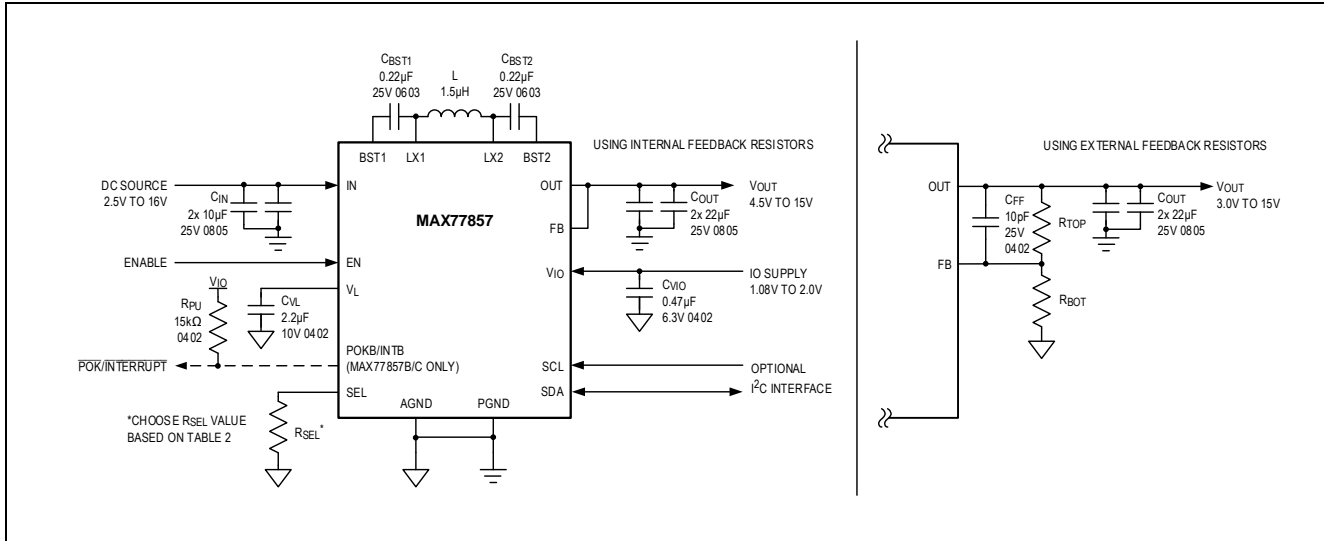 CBST1
0.22µF
25V 0603
L
1.5µH
CBST2
0.22µF
25V 0603
BST1
LX1
LX2
BST2
USING INTERNAL FEEDBACK RESISTORS
DC SOURCE
2.5V TO 16V
CIN
2x 10µF
25V 0805
IN
MAX77857
OUT
FB
COUT
2x 22µF
25V 0805
VOUT
4.5V TO 15V
ENABLE
EN
VIO
RPU
15kΩ
0402
VL
CVL
2.2µF
10V 0402
VIO
CVIO
0.47µF
6.3V 0402
IO SUPPLY
1.08V TO 2.0V
POK/INTERRUPT
POKB/INTB
(MAX77857B/C ONLY)
SEL
*CHOOSE RSEL VALUE
BASED ON TABLE 2
RSEL*
AGND
PGND
SCL
SDA
OPTIONAL
I2C INTERFACE
USING EXTERNAL FEEDBACK RESISTORS
OUT
FB
CFF
10pF
25V
0402
RTOP
RBOT
COUT
2x 22µF
25V 0805
VOUT
3.0V TO 15V